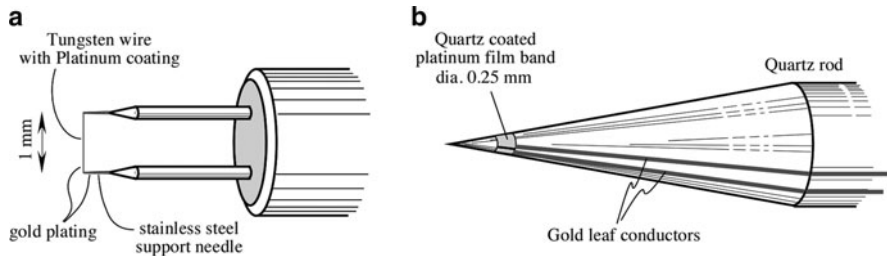 a
Tungsten wire
with Platinum coating
1 mm
gold plating
stainless steel
support needle
b
Quartz coated
platinum film band
dia. 0.25 mm
Quartz rod
Gold leaf conductors